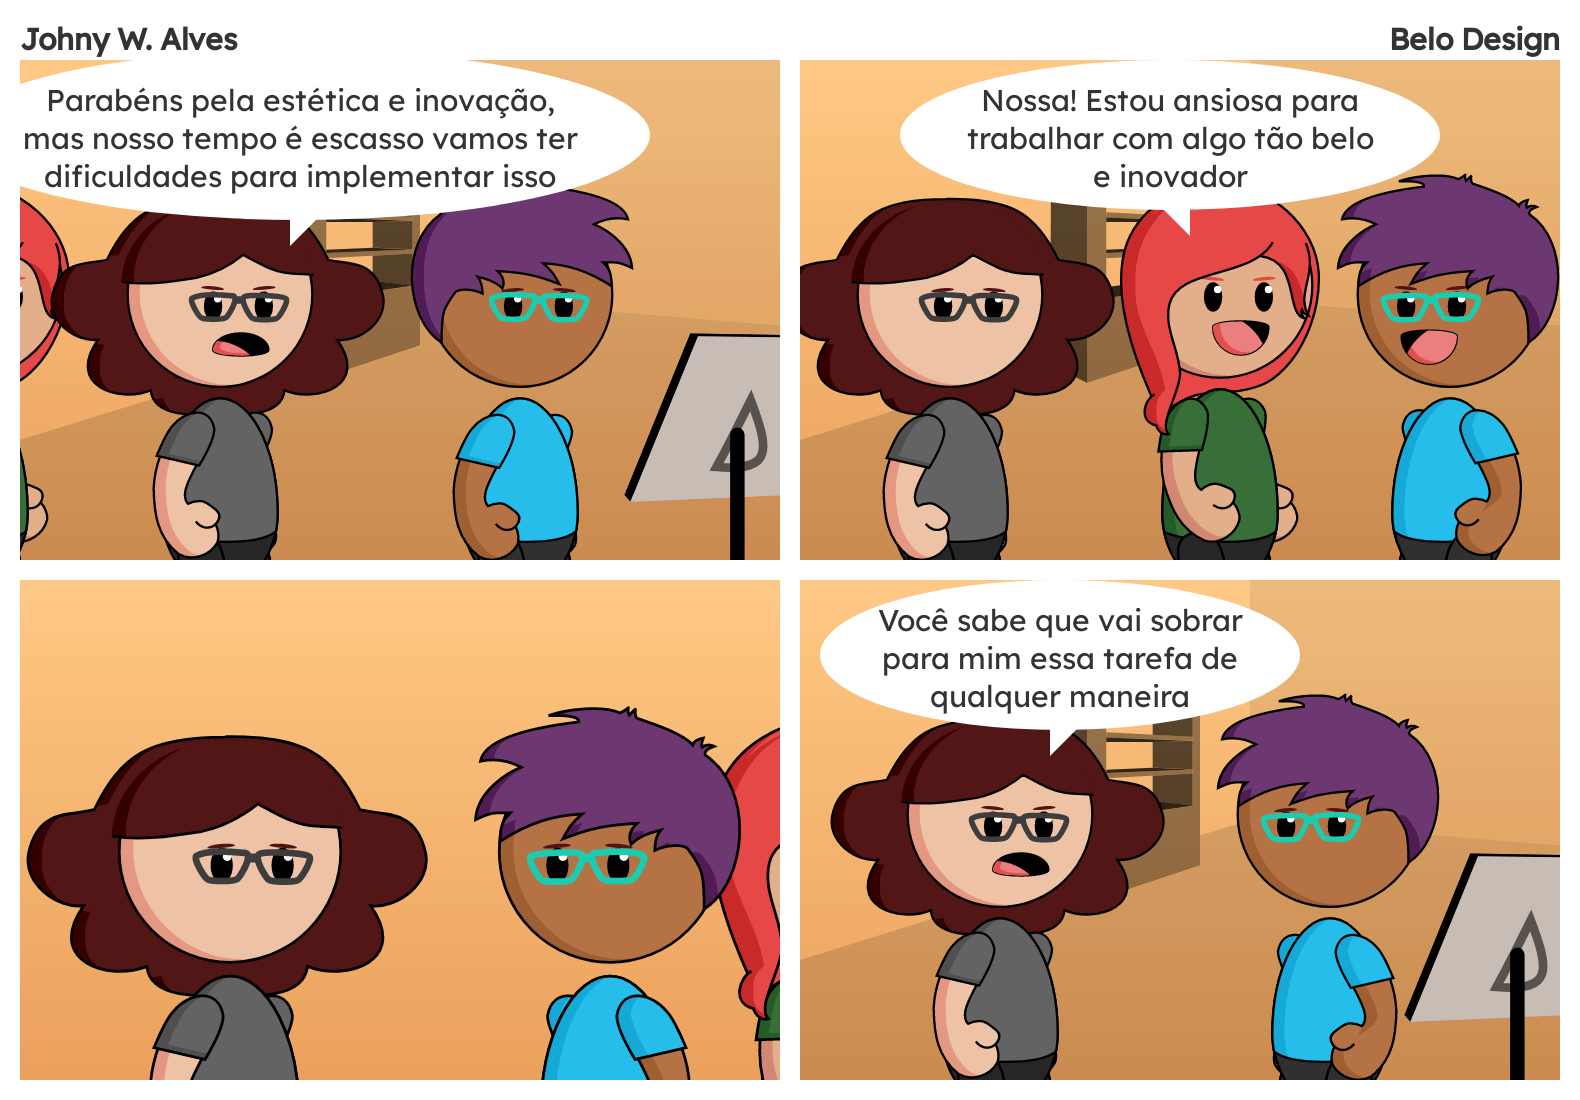 Johny W. Alves
Belo Design
Parabéns pela estética e inovação,
mas nosso tempo é escasso vamos ter
dificuldades para implementar isso
Nossa! Estou ansiosa para
trabalhar com algo tão belo
e inovador
Você sabe que vai sobrar
para mim essa tarefa de
qualquer maneira